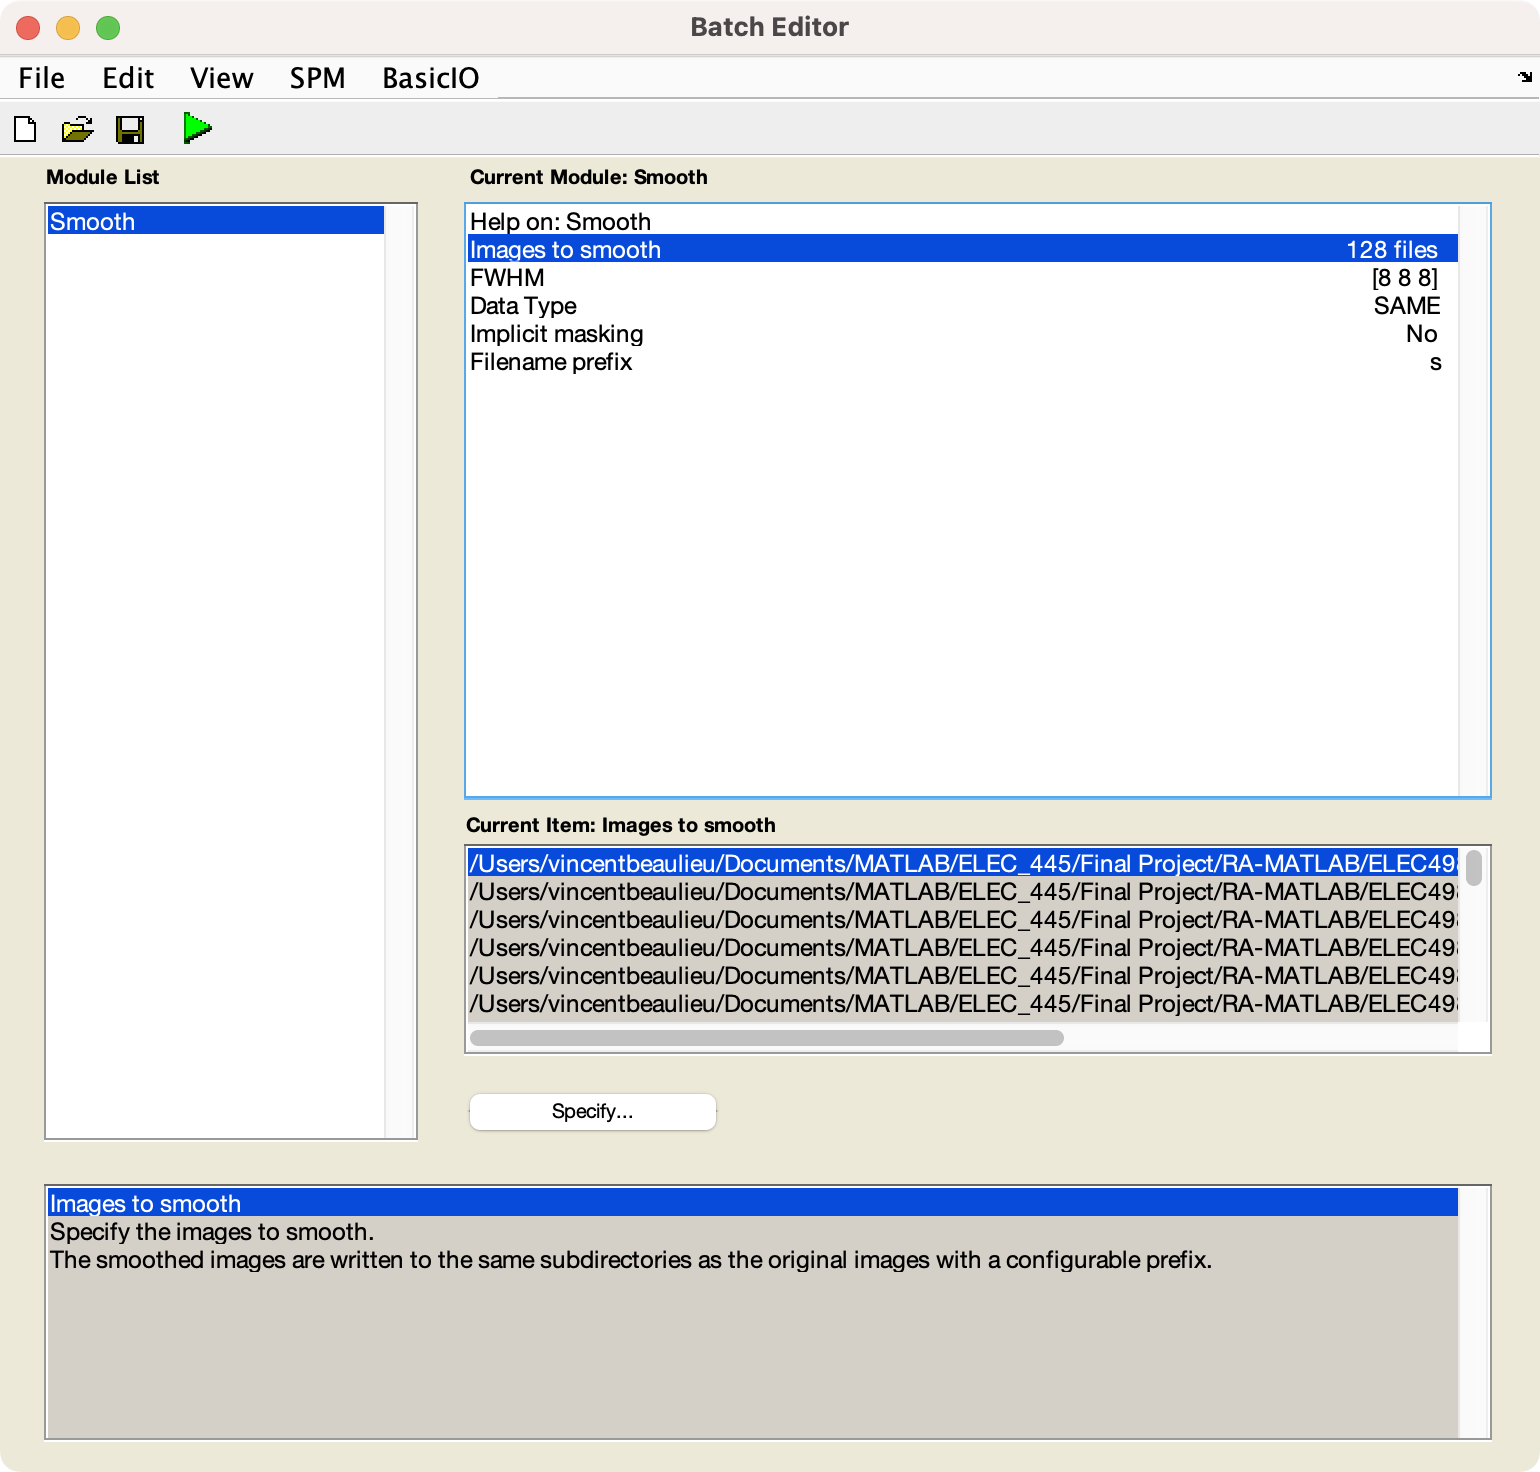 Batch Editor
File Edit View SPM BasicIO
Module List
Smooth
Current Module: Smooth
Help on: Smooth
Images to smooth 128 files
FWHM [8 8 8]
Data Type SAME
Implicit masking No
Filename prefix s
Current Item: Images to smooth
/Users/vincentbeaulieu/Documents/MATLAB/ELEC_445/Final Project/RA-MATLAB/ELEC49
/Users/vincentbeaulieu/Documents/MATLAB/ELEC_445/Final Project/RA-MATLAB/ELEC49
/Users/vincentbeaulieu/Documents/MATLAB/ELEC_445/Final Project/RA-MATLAB/ELEC49
/Users/vincentbeaulieu/Documents/MATLAB/ELEC_445/Final Project/RA-MATLAB/ELEC49
/Users/vincentbeaulieu/Documents/MATLAB/ELEC_445/Final Project/RA-MATLAB/ELEC49
/Users/vincentbeaulieu/Documents/MATLAB/ELEC_445/Final Project/RA-MATLAB/ELEC49
Specify...
Images to smooth
Specify the images to smooth.
The smoothed images are written to the same subdirectories as the original images with a configurable prefix.